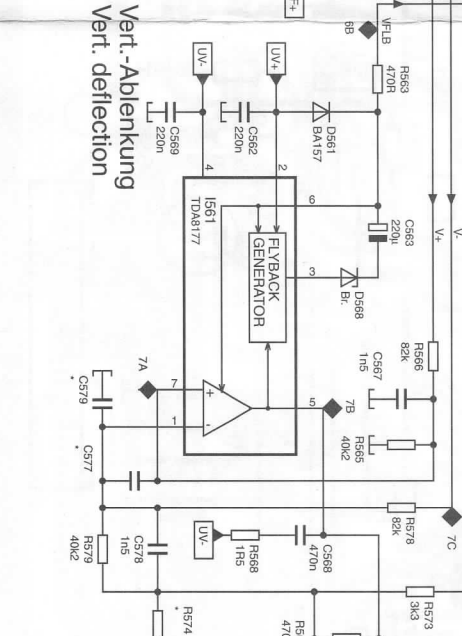 Vert.-Ablenkung
Vert. deflection
F+
6B
VFLB
R563
470R
UV-
UV+
C569
220n
C562
220n
D561
BA157
4
2
6
I561
TDA8177
FLYBACK
GENERATOR
3
C563
220µ
D568
Br.
V+
V-
R566
82k
C567
1n5
R565
40k2
7A
7
+
1
-
5
7B
C579
*
C577
*
R579
40k2
C578
1n5
UV-
R568
1R5
C568
470n
R578
82k
7C
R574
*
R573
3k3